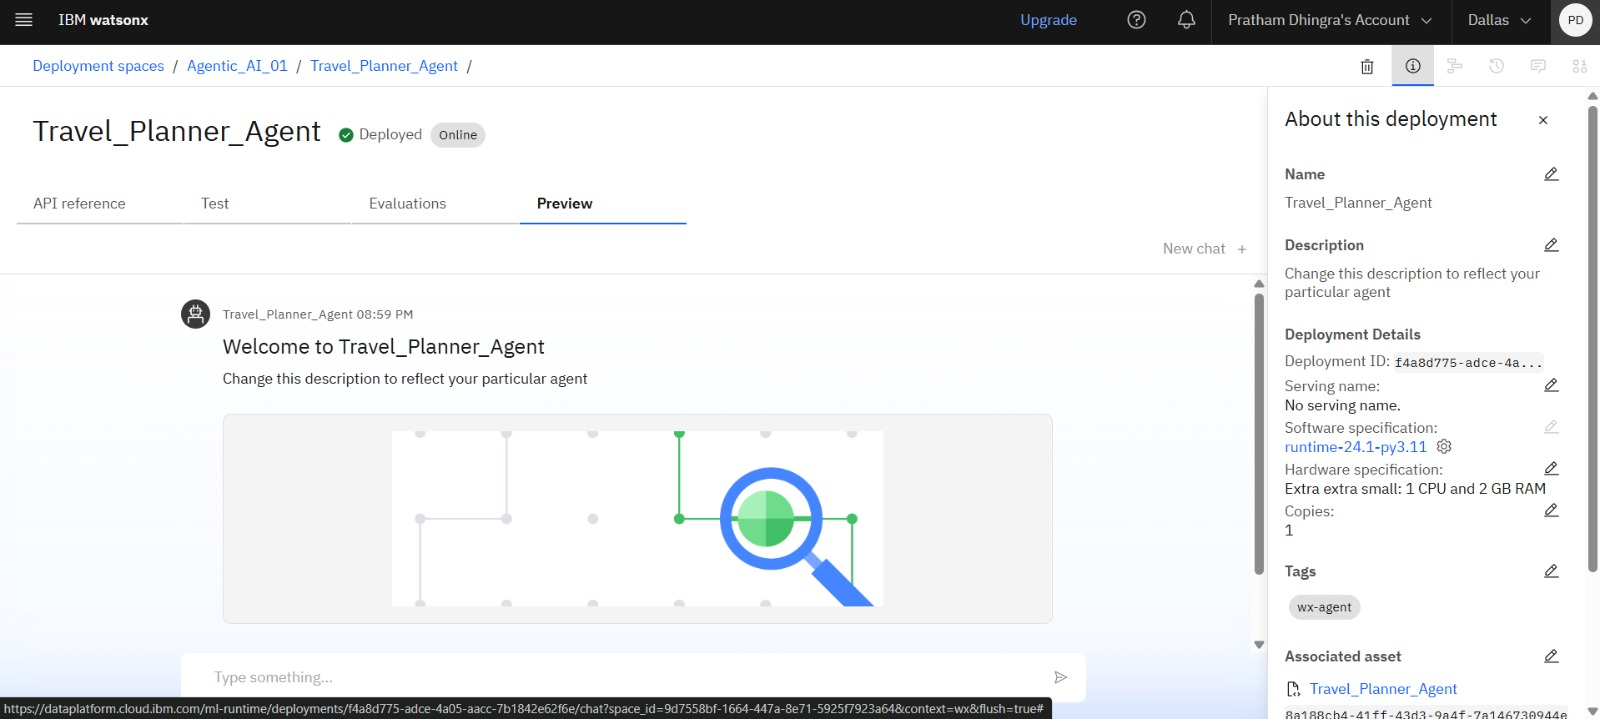 IBM watsonx
Upgrade
Pratham Dhingra's Account
Dallas
PD
Deployment spaces / Agentic_AI_01 / Travel_Planner_Agent /
Travel_Planner_Agent
Deployed
Online
API reference
Test
Evaluations
Preview
New chat +
Travel_Planner_Agent 08:59 PM
Welcome to Travel_Planner_Agent
Change this description to reflect your particular agent
Type something...
https://dataplatform.cloud.ibm.com/ml-runtime/deployments/f4a8d775-adce-4a05-aacc-7b1842e62f6e/chat?space_id=9d7558bf-1664-447a-8e71-5925f7923a64&context=wx&flush=true#
About this deployment
Name
Travel_Planner_Agent
Description
Change this description to reflect your
particular agent
Deployment Details
Deployment ID: f4a8d775-adce-4a...
Serving name:
No serving name.
Software specification:
runtime-24.1-py3.11
Hardware specification:
Extra extra small: 1 CPU and 2 GB RAM
Copies:
1
Tags
wx-agent
Associated asset
Travel_Planner_Agent
8a188cb4-41ff-43d3-9a4f-7a146730944e